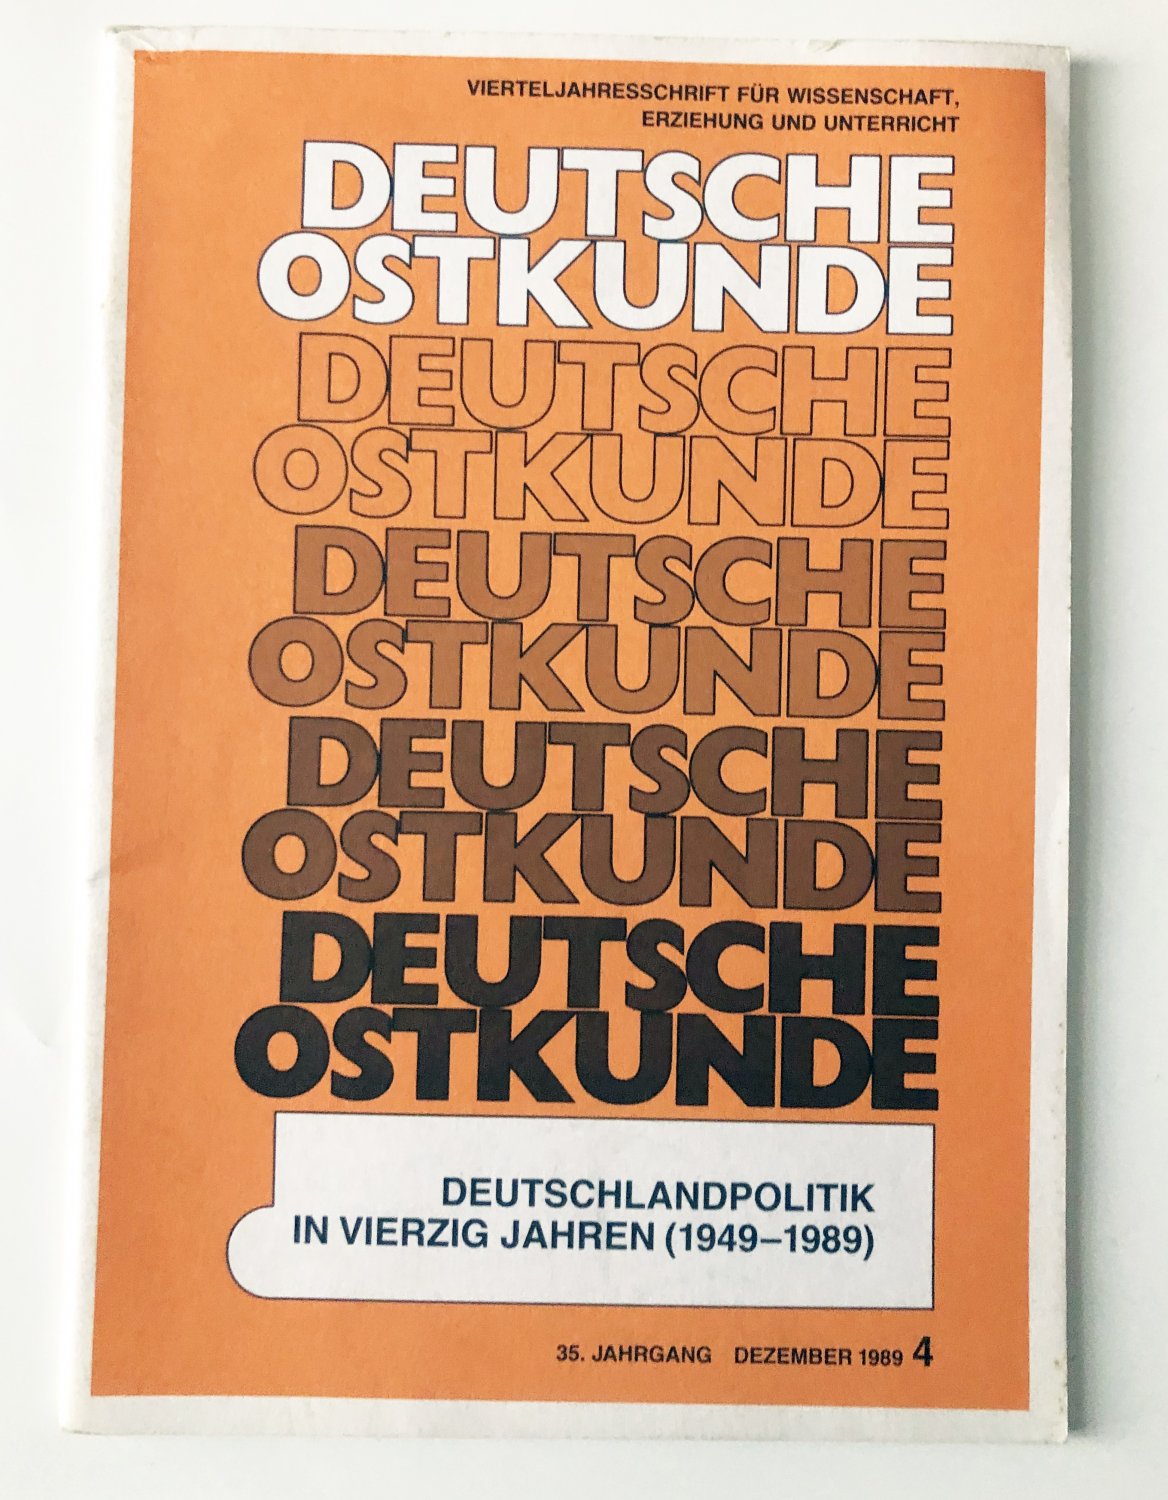 VIERTELJAHRESSCHRIFT FÜR WISSENSCHAFT,
ERZIEHUNG UND UNTERRICHT
DEUTSCHE
OSTKUNDE
DEUTSCHE
OSTKUNDE
DEUTSCHE
OSTKUNDE
DEUTSCHE
OSTKUNDE
DEUTSCHE
OSTKUNDE
DEUTSCHLANDPOLITIK
IN VIERZIG JAHREN (1949–1989)
35. JAHRGANG DEZEMBER 1989 4